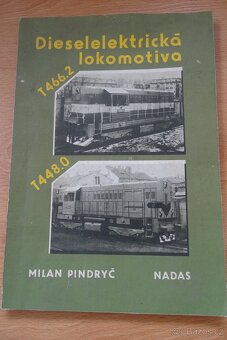 Dieselelektrická
lokomotiva
T466.2
T448.0
MILAN PINDRYČ NADAS